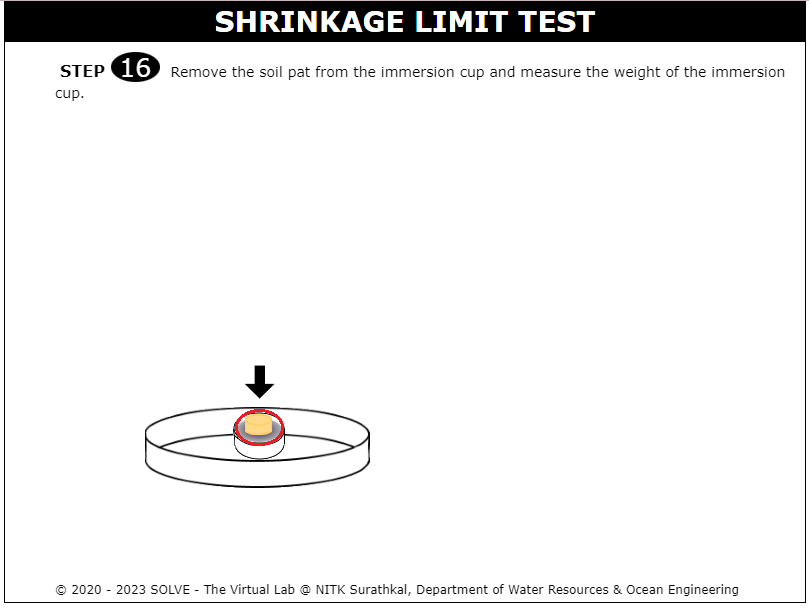 SHRINKAGE LIMIT TEST
STEP 16 Remove the soil pat from the immersion cup and measure the weight of the immersion
cup.
© 2020 - 2023 SOLVE - The Virtual Lab @ NITK Surathkal, Department of Water Resources & Ocean Engineering